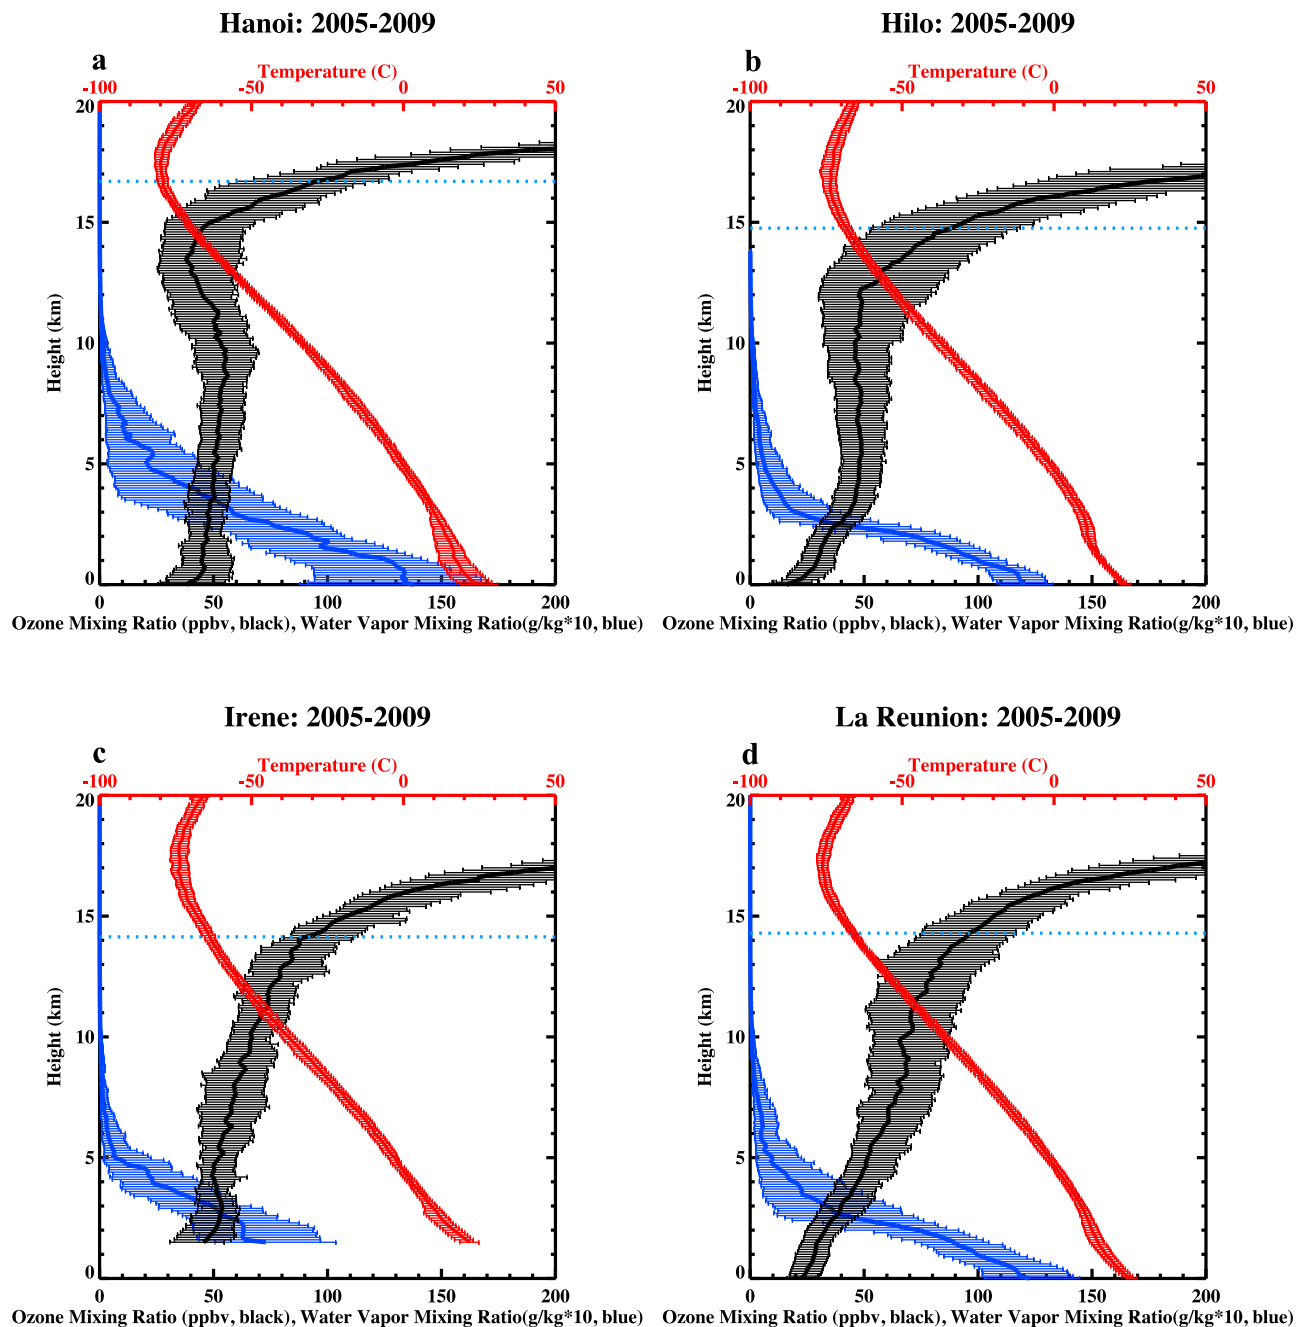 Hanoi: 2005-2009
a
Temperature (C)
-100 -50 0 50
20
15
10
5
0
Height (km)
0 50 100 150 200
Ozone Mixing Ratio (ppbv, black), Water Vapor Mixing Ratio(g/kg*10, blue)
Hilo: 2005-2009
b
Temperature (C)
-100 -50 0 50
20
15
10
5
0
Height (km)
0 50 100 150 200
Ozone Mixing Ratio (ppbv, black), Water Vapor Mixing Ratio(g/kg*10, blue)
Irene: 2005-2009
c
Temperature (C)
-100 -50 0 50
20
15
10
5
0
Height (km)
0 50 100 150 200
Ozone Mixing Ratio (ppbv, black), Water Vapor Mixing Ratio(g/kg*10, blue)
La Reunion: 2005-2009
d
Temperature (C)
-100 -50 0 50
20
15
10
5
0
Height (km)
0 50 100 150 200
Ozone Mixing Ratio (ppbv, black), Water Vapor Mixing Ratio(g/kg*10, blue)